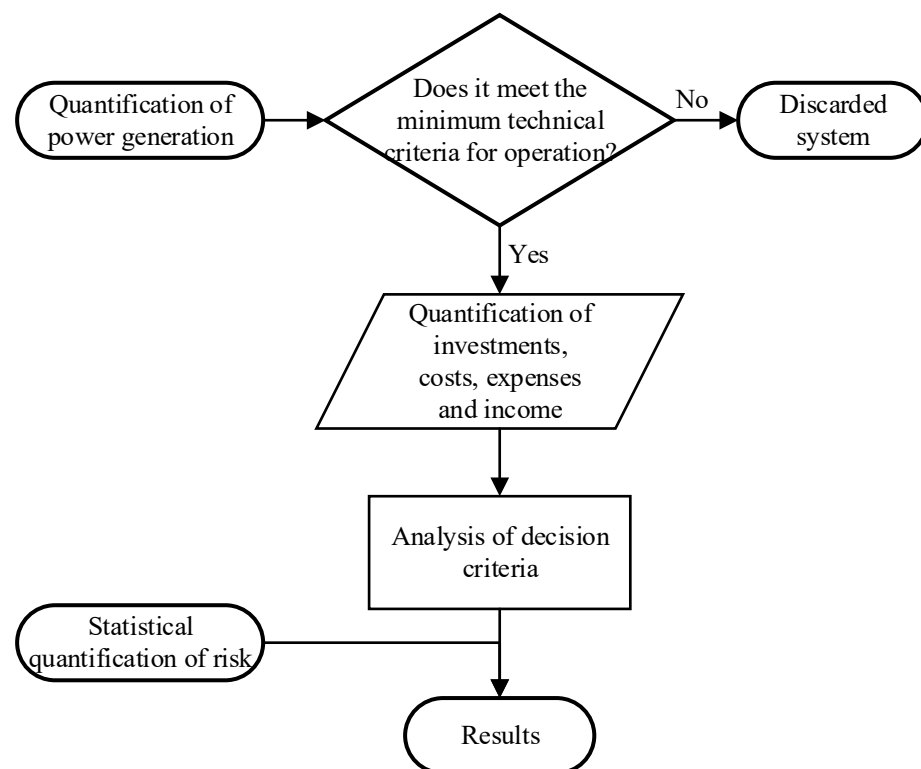 Quantification of
power generation
Does it meet the
minimum technical
criteria for operation?
No
Discarded
system
Yes
Quantification of
investments,
costs, expenses
and income
Analysis of decision
criteria
Statistical
quantification of risk
Results